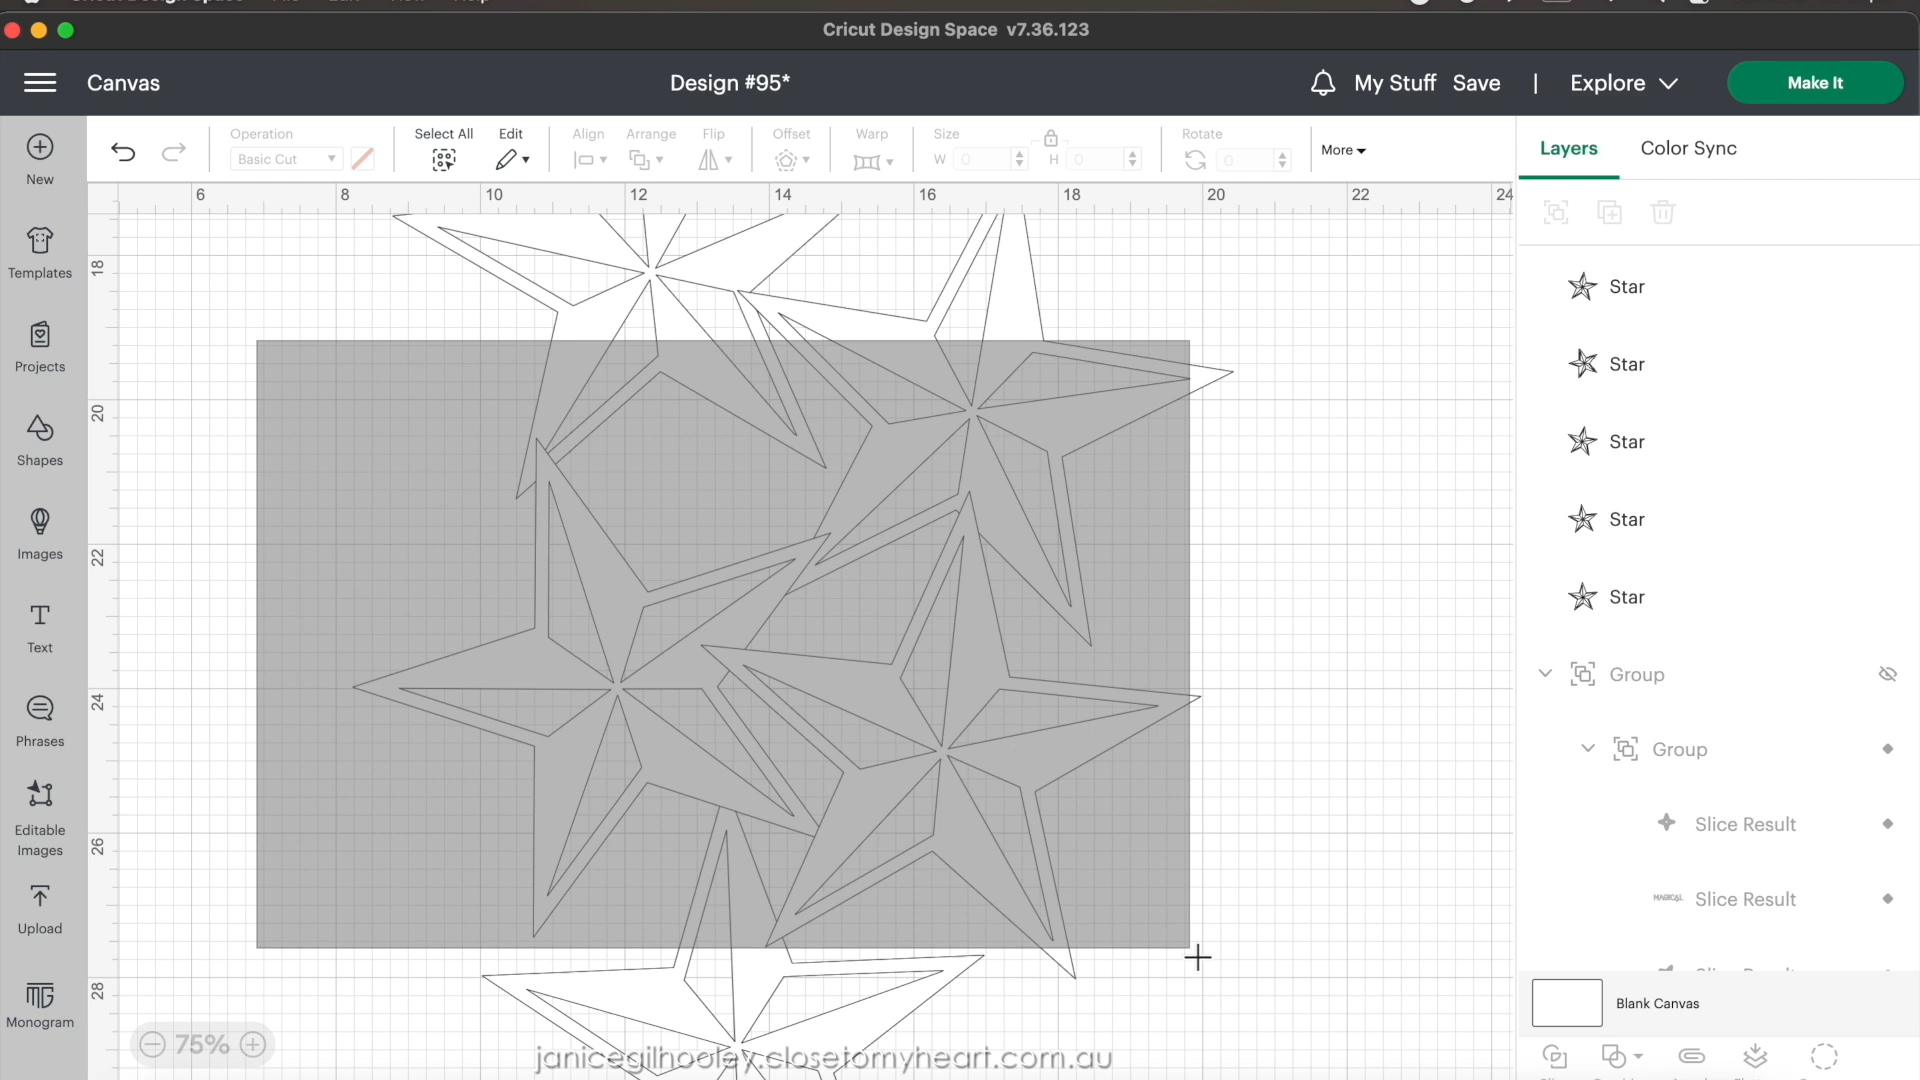 Cricut Design Space v7.36.123
Canvas
Design #95*
My Stuff Save | Explore
Make It
New
Templates
Projects
Shapes
Images
Text
Phrases
Editable
Images
Upload
Monogram
Operation
Basic Cut
Select All
Edit
Align
Arrange
Flip
Offset
Warp
Size
W 0
H 0
Rotate
0
More
6 8 10 12 14 16 18 20 22 24
18
20
22
24
26
28
75%
Layers
Color Sync
Star
Star
Star
Star
Star
Group
Group
Slice Result
MAGICAL Slice Result
Blank Canvas
janicegilhooley.closetomyheart.com.au